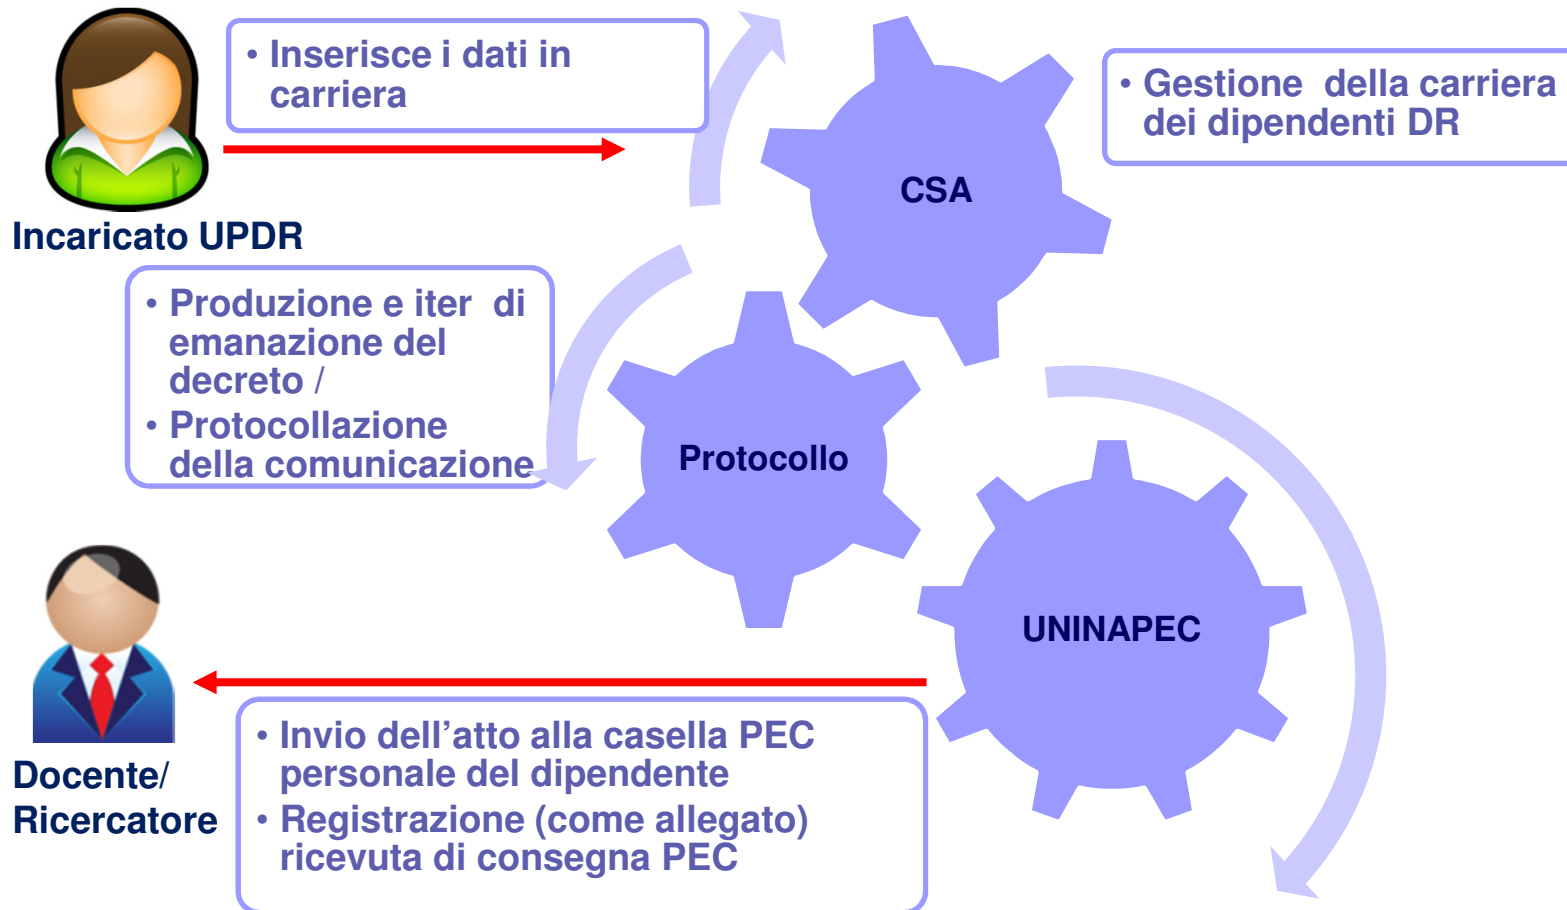 • Inserisce i dati in
carriera
• Gestione  della carriera
dei dipendenti DR
CSA
Incaricato UPDR
• Produzione e iter  di
emanazione del
decreto /
• Protocollazione
della comunicazione
Protocollo
UNINAPEC
Docente/
Ricercatore
• Invio dell’atto alla casella PEC
personale del dipendente
• Registrazione (come allegato)
ricevuta di consegna PEC